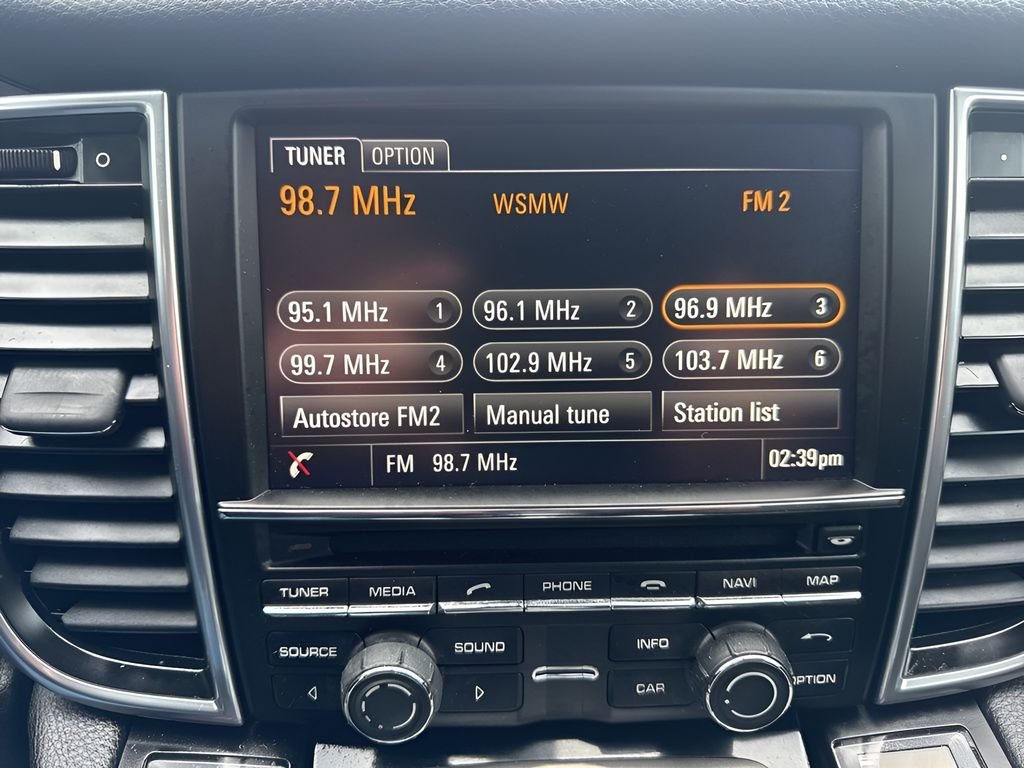 TUNER OPTION
98.7 MHz WSMW FM 2
95.1 MHz 1 96.1 MHz 2 96.9 MHz 3
99.7 MHz 4 102.9 MHz 5 103.7 MHz 6
Autostore FM2 Manual tune Station list
FM 98.7 MHz 02:39pm
TUNER MEDIA PHONE NAVI MAP
SOURCE SOUND INFO
CAR OPTION